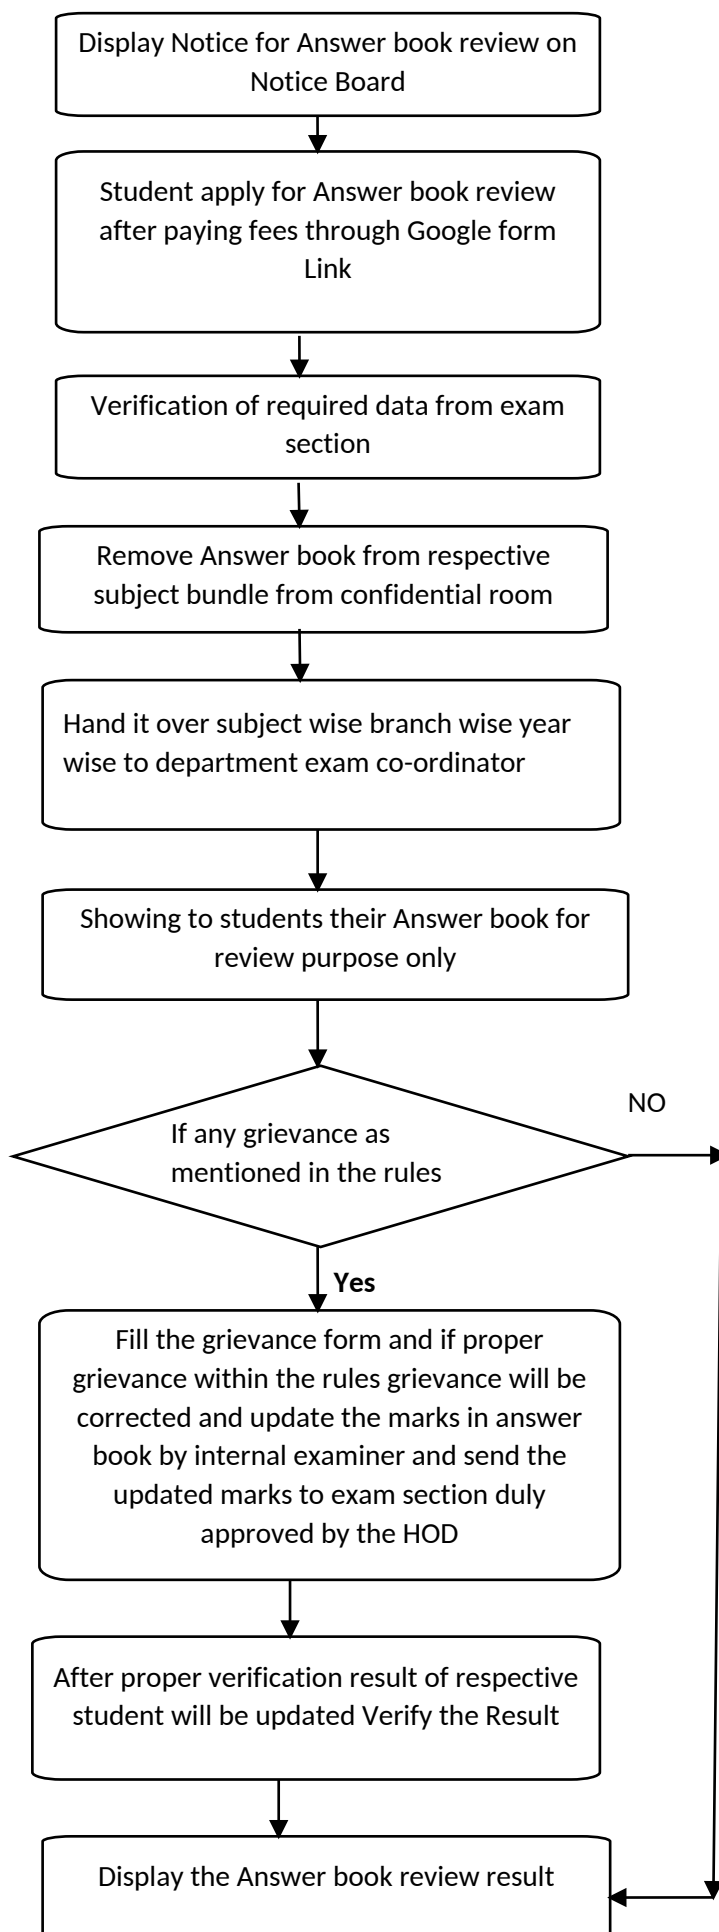 Display Notice for Answer book review on
Notice Board
Student apply for Answer book review
after paying fees through Google form
Link
Verification of required data from exam
section
Remove Answer book from respective
subject bundle from confidential room
Hand it over subject wise branch wise year
wise to department exam co-ordinator
Showing to students their Answer book for
review purpose only
NO
If any grievance as
mentioned in the rules
Yes
Fill the grievance form and if proper
grievance within the rules grievance will be
corrected and update the marks in answer
book by internal examiner and send the
updated marks to exam section duly
approved by the HOD
After proper verification result of respective
student will be updated Verify the Result
Display the Answer book review result